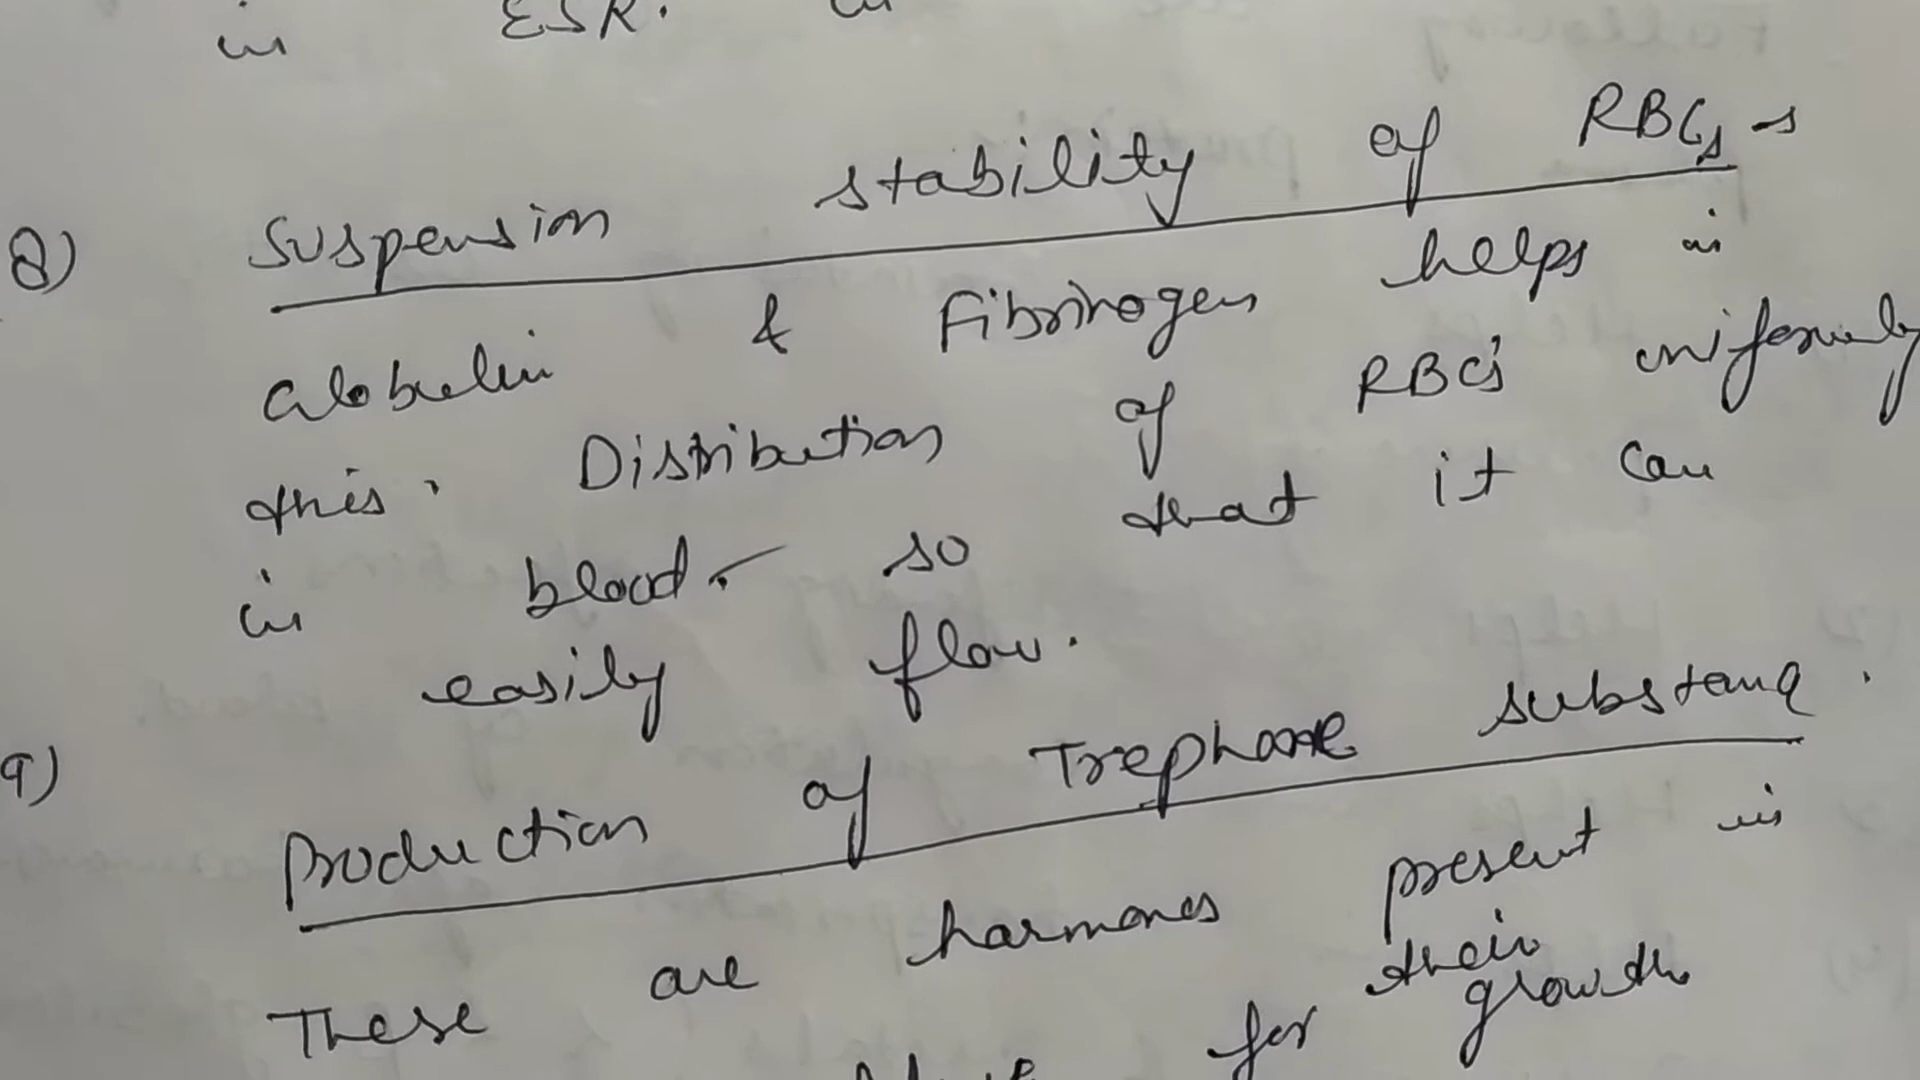 in ESR. in
8) Suspension stability of RBCs →
Globulin & Fibrinogen helps in
this. Distribution of RBC's uniformly
in blood. so that it can
easily flow.
9) Production of Trephone substance.
These are harmones present in
for their growth